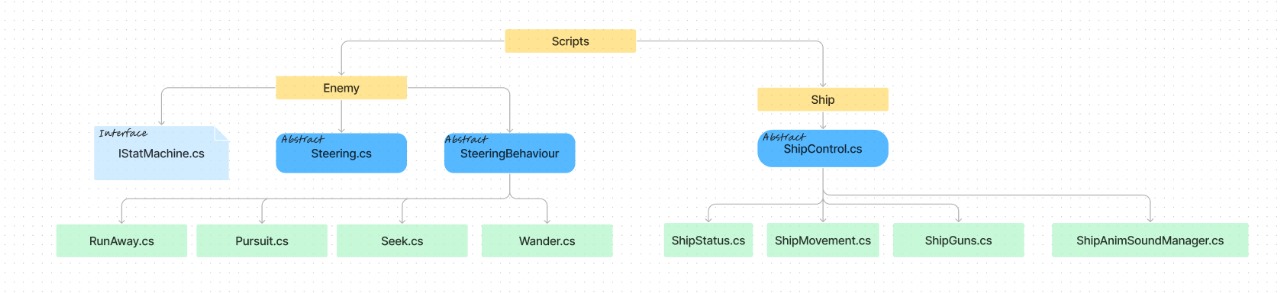 Scripts
Enemy
Ship
Interface
IStatMachine.cs
Abstract
Steering.cs
Abstract
SteeringBehaviour
Abstract
ShipControl.cs
RunAway.cs
Pursuit.cs
Seek.cs
Wander.cs
ShipStatus.cs
ShipMovement.cs
ShipGuns.cs
ShipAnimSoundManager.cs